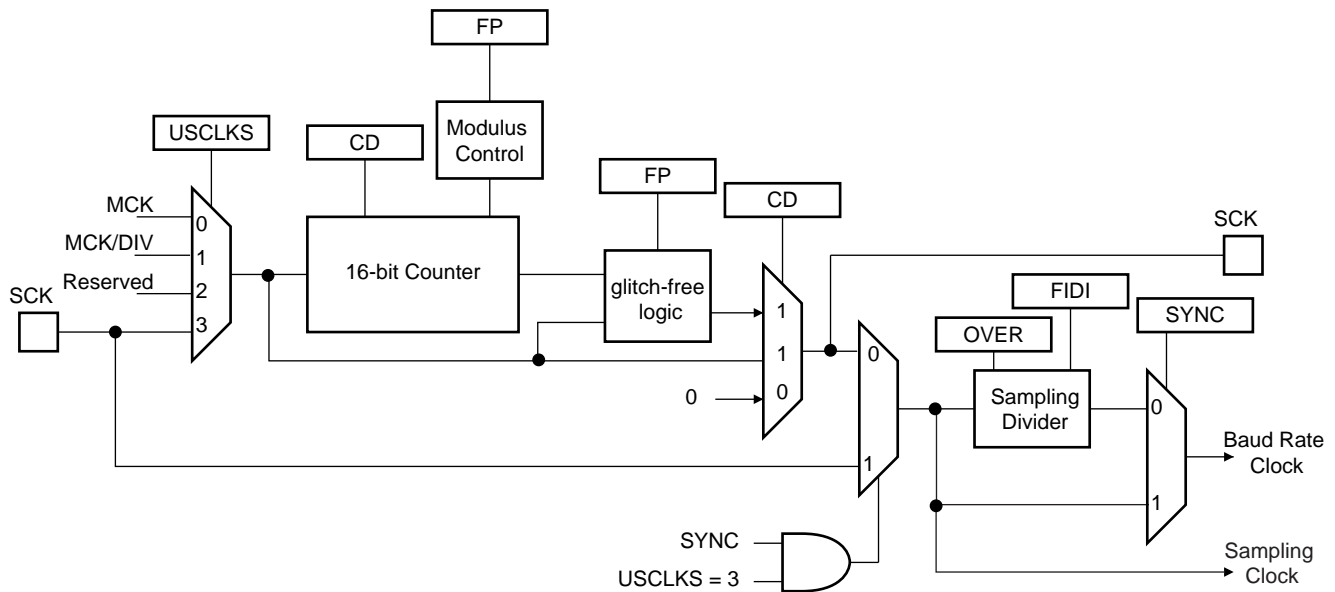 FP
USCLKS
CD
Modulus
Control
FP
CD
SCK
MCK
0
MCK/DIV
1
Reserved
2
SCK
3
16-bit Counter
glitch-free
logic
1
1
0
0
0
1
FIDI
OVER
SYNC
Sampling
Divider
0
1
Baud Rate
Clock
SYNC
USCLKS = 3
Sampling
Clock